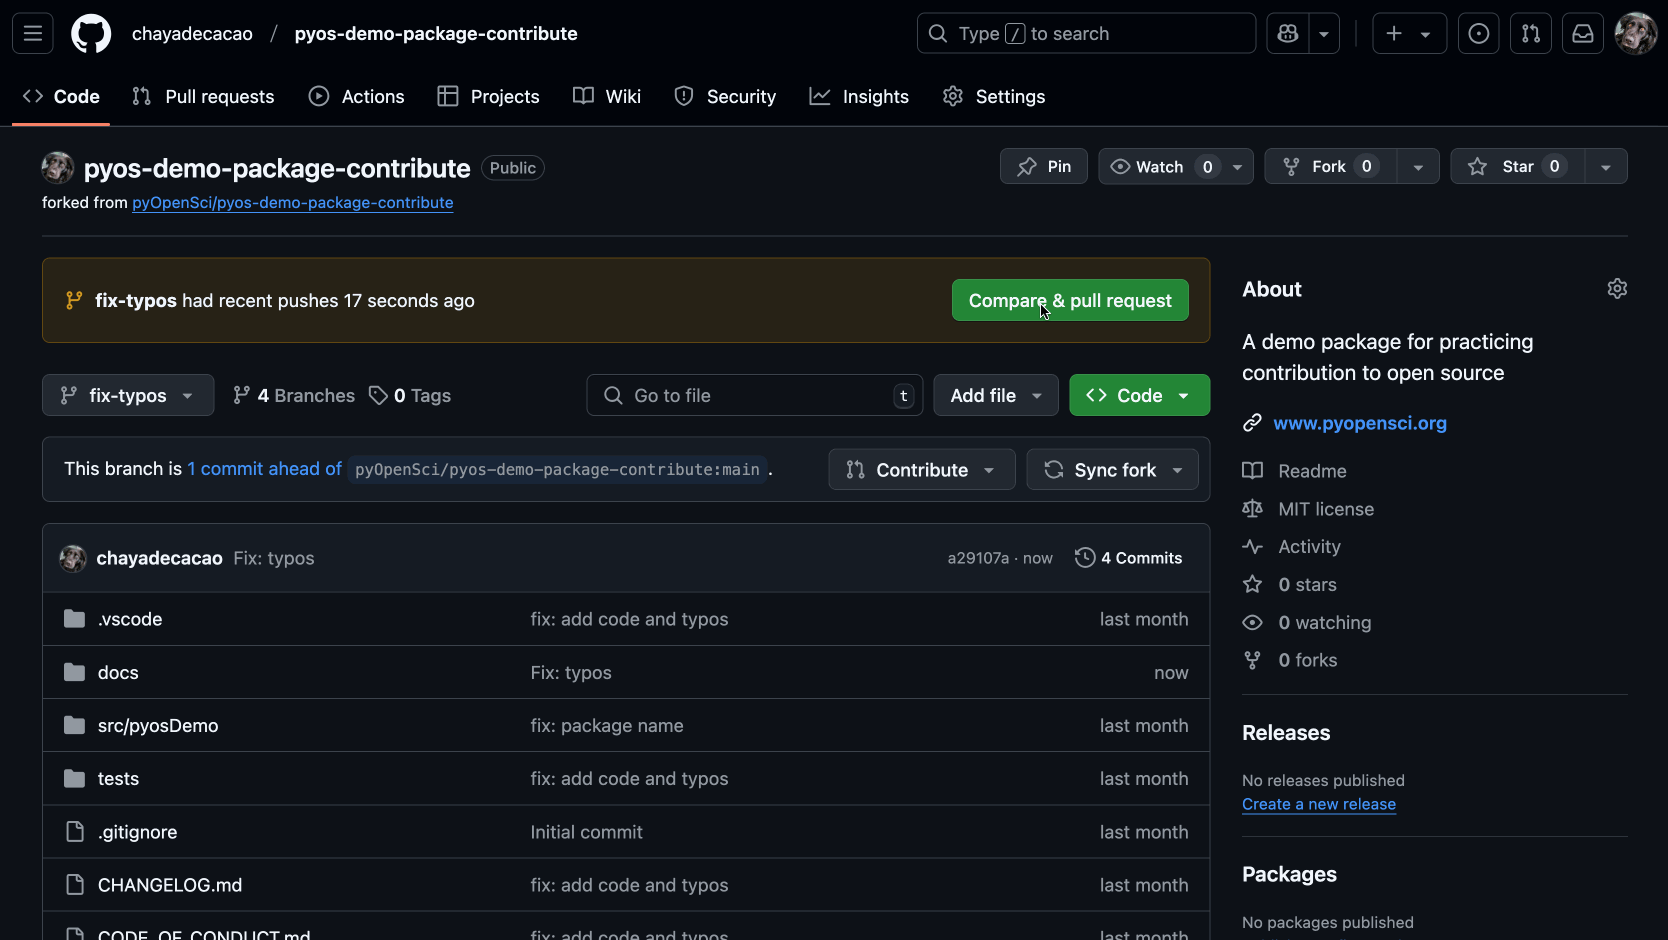 chayadecacao / pyos-demo-package-contribute
Type / to search
Code Pull requests Actions Projects Wiki Security Insights Settings
pyos-demo-package-contribute Public
Pin Watch 0 Fork 0 Star 0
forked from pyOpenSci/pyos-demo-package-contribute
fix-typos had recent pushes 17 seconds ago
Compare & pull request
fix-typos 4 Branches 0 Tags
Go to file t
Add file Code
This branch is 1 commit ahead of pyOpenSci/pyos-demo-package-contribute:main .
Contribute Sync fork
chayadecacao Fix: typos a29107a · now 4 Commits
.vscode fix: add code and typos last month
docs Fix: typos now
src/pyosDemo fix: package name last month
tests fix: add code and typos last month
.gitignore Initial commit last month
CHANGELOG.md fix: add code and typos last month
CODE_OF_CONDUCT.md fix: add code and typos last month
About
A demo package for practicing
contribution to open source
www.pyopensci.org
Readme
MIT license
Activity
0 stars
0 watching
0 forks
Releases
No releases published
Create a new release
Packages
No packages published